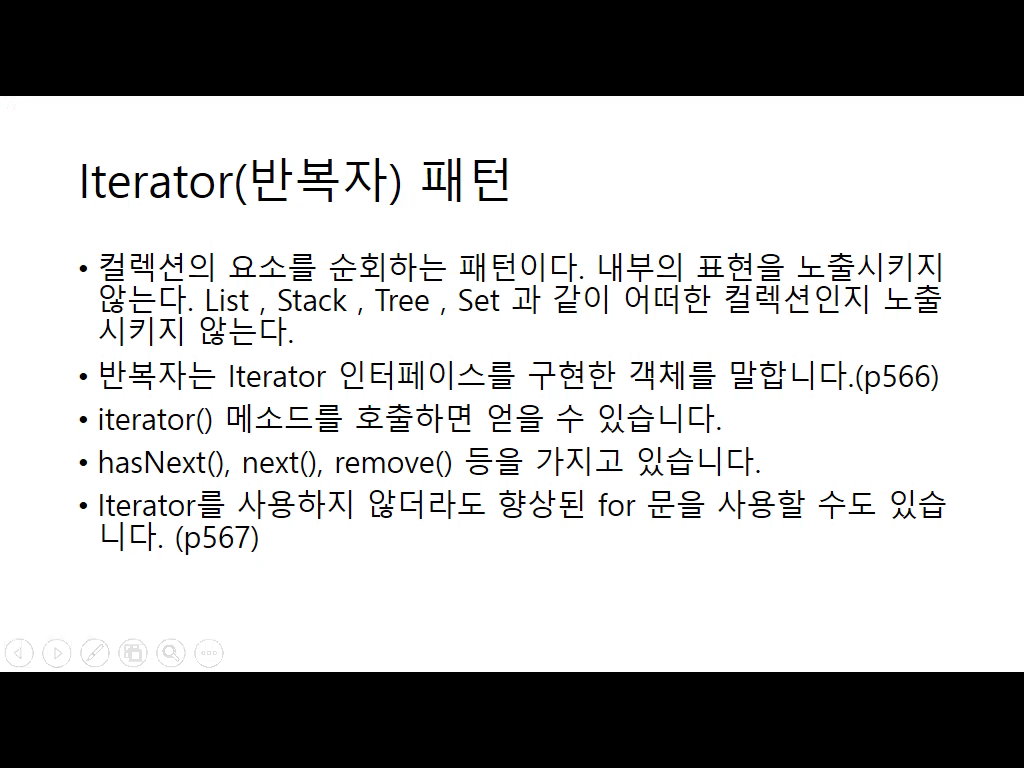 Iterator(반복자) 패턴
• 컬렉션의 요소를 순회하는 패턴이다. 내부의 표현을 노출시키지
않는다. List , Stack , Tree , Set 과 같이 어떠한 컬렉션인지 노출
시키지 않는다.
• 반복자는 Iterator 인터페이스를 구현한 객체를 말합니다.(p566)
• iterator() 메소드를 호출하면 얻을 수 있습니다.
• hasNext(), next(), remove() 등을 가지고 있습니다.
• Iterator를 사용하지 않더라도 향상된 for 문을 사용할 수도 있습
니다. (p567)